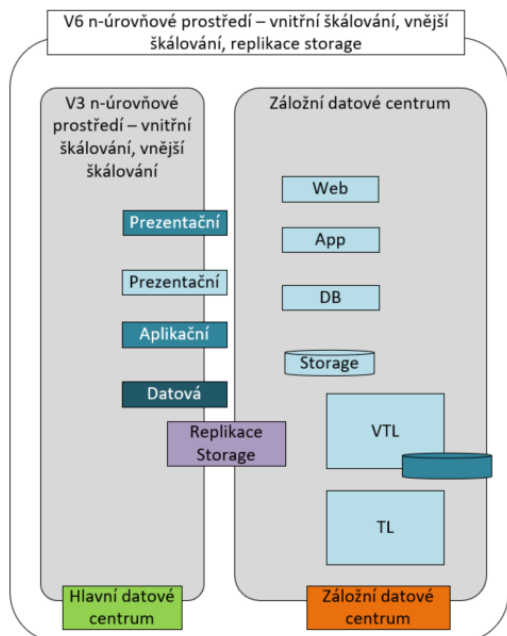 V6 n-úrovňové prostředí – vnitřní škálování, vnější
škálování, replikace storage
V3 n-úrovňové
prostředí – vnitřní
škálování, vnější
škálování
Prezentační
Prezentační
Aplikační
Datová
Replikace
Storage
Hlavní datové
centrum
Záložní datové centrum
Web
App
DB
Storage
VTL
TL
Záložní datové
centrum